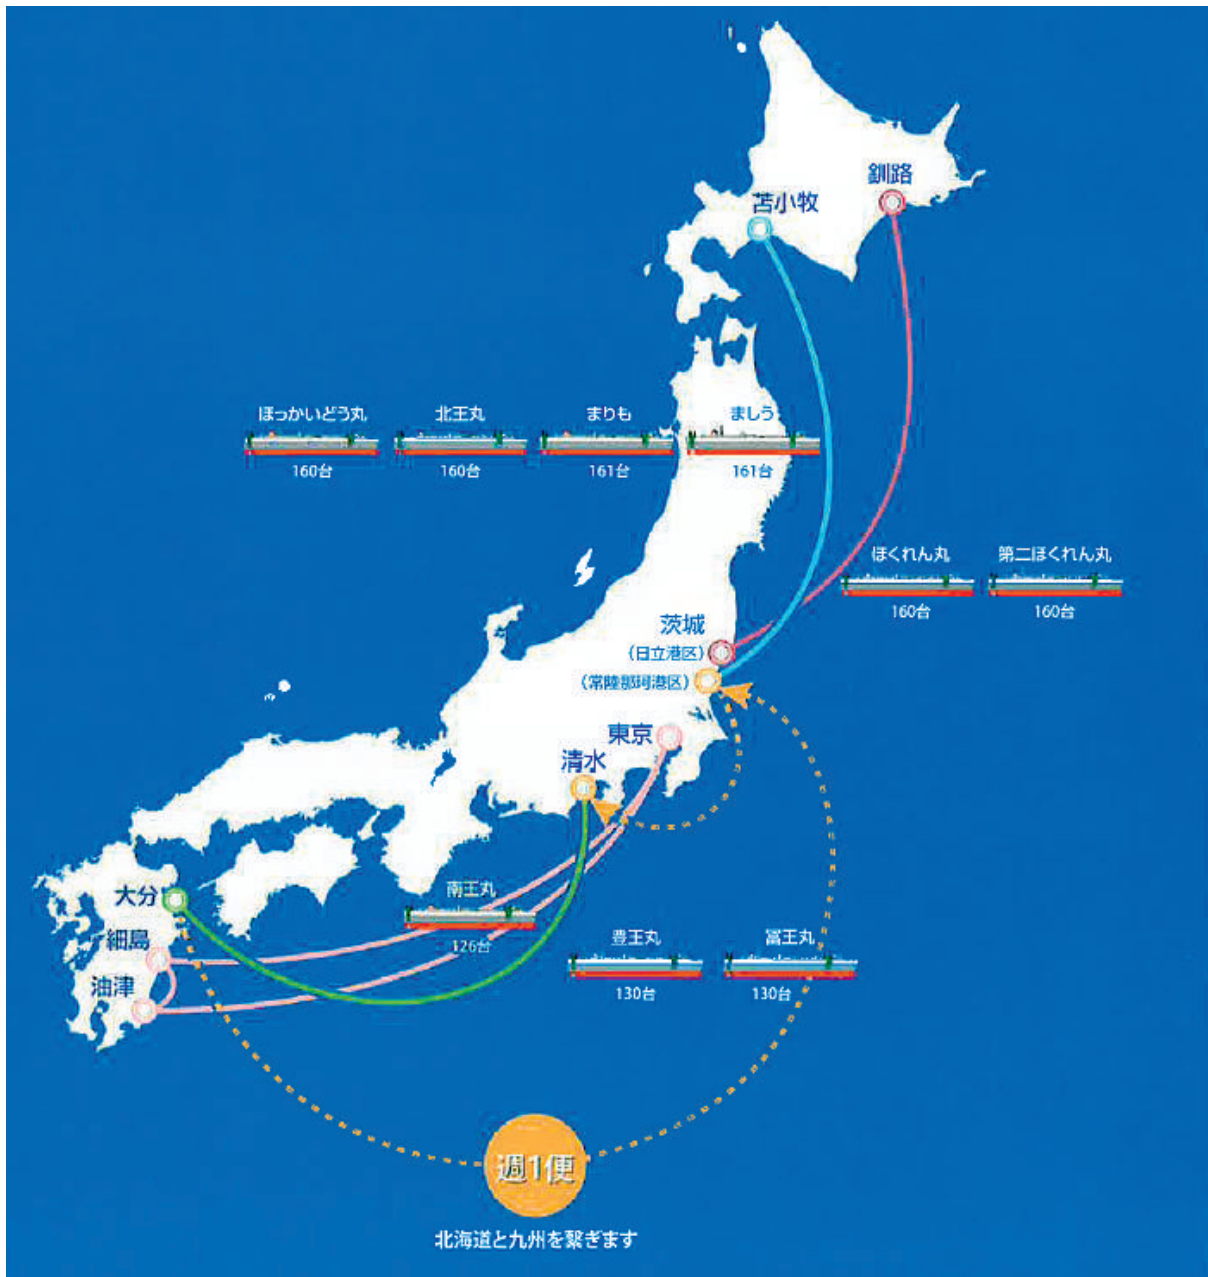 釧路
苫小牧
ほっかいどう丸
北王丸
まりも
ましう
160台
160台
161台
161台
ほくれん丸
第二ほくれん丸
160台
160台
茨城
(日立港区)
(常陸那珂港区)
東京
清水
大分
南王丸
126台
細島
油津
豊王丸
冨王丸
130台
130台
週1便
北海道と九州を繋ぎます